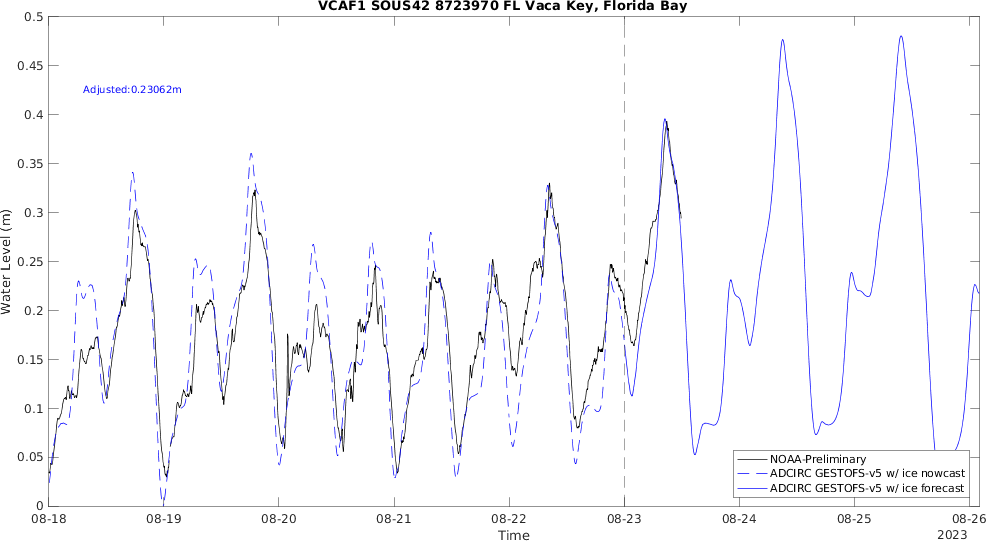 VCAF1 SOUS42 8723970 FL Vaca Key, Florida Bay
0.5
0.45
0.4
0.35
0.3
0.25
0.2
0.15
0.1
0.05
0
Water Level (m)
Adjusted:0.23062m
NOAA-Preliminary
ADCIRC GESTOFS-v5 w/ ice nowcast
ADCIRC GESTOFS-v5 w/ ice forecast
08-18 08-19 08-20 08-21 08-22 08-23 08-24 08-25 08-26
Time
2023